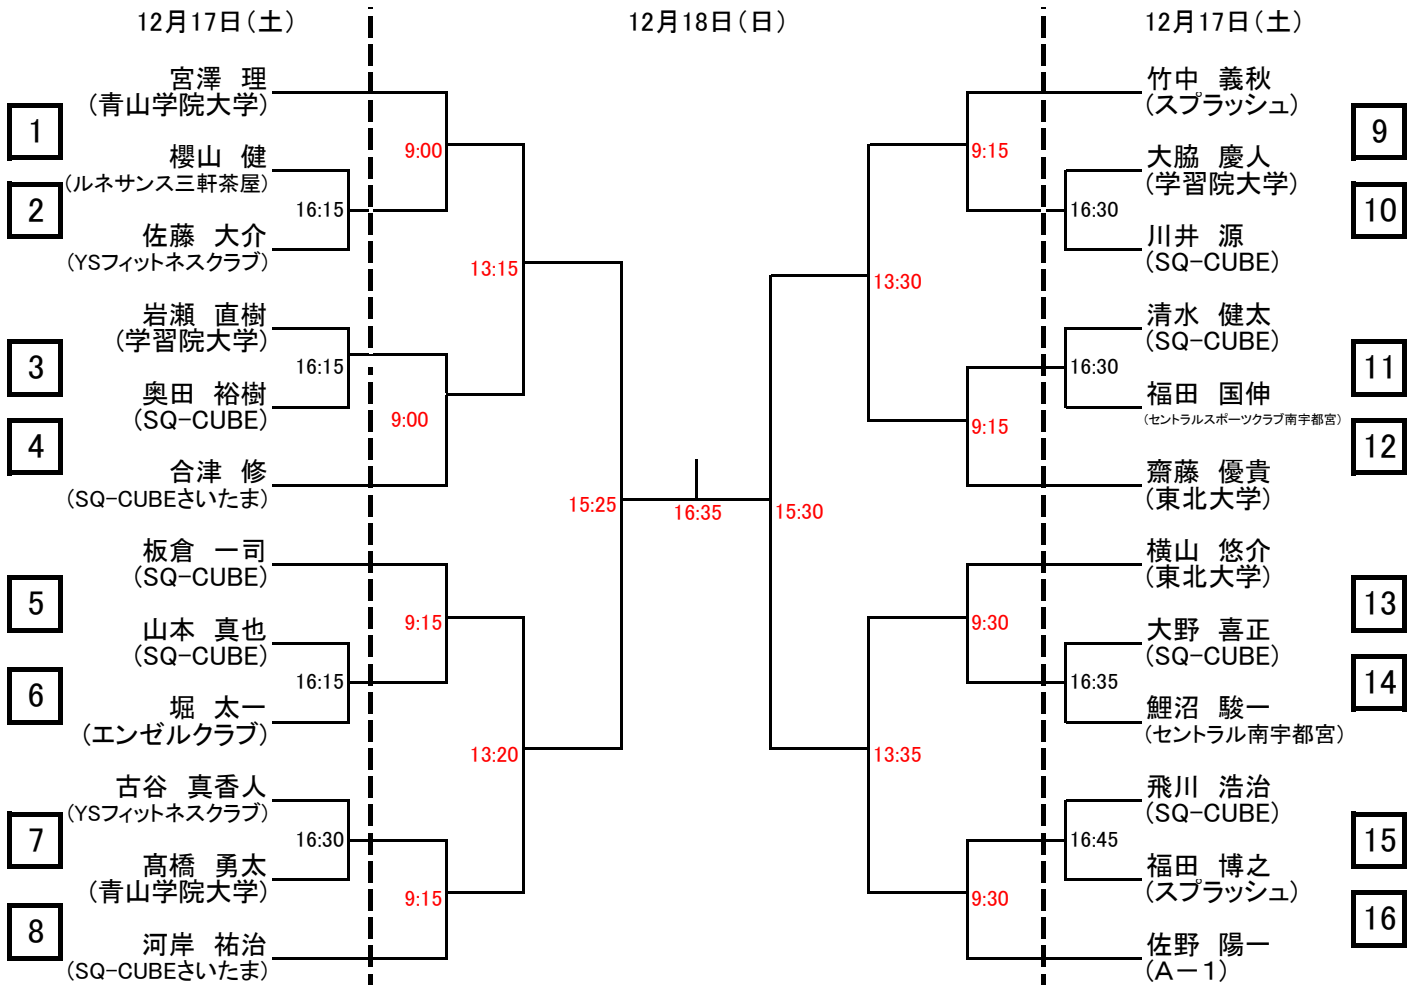 12月17日（土）
12月18日（日）
12月17日（土）
宮澤　理
（青山学院大学）
1
櫻山　健
（ルネサンス三軒茶屋）
2
佐藤　大介
（YSフィットネスクラブ）
岩瀬　直樹
（学習院大学）
3
奥田　裕樹
（SQ-CUBE）
4
合津　修
（SQ-CUBEさいたま）
板倉　一司
（SQ-CUBE）
5
山本　真也
（SQ-CUBE）
6
堀　太一
（エンゼルクラブ）
古谷　真香人
（YSフィットネスクラブ）
7
髙橋　勇太
（青山学院大学）
8
河岸　祐治
（SQ-CUBEさいたま）
16:15
16:15
16:15
16:30
9:00
9:00
9:15
9:15
13:15
13:20
15:25
16:35
15:30
13:30
13:35
9:15
9:15
9:30
9:30
16:30
16:30
16:35
16:45
竹中　義秋
（スプラッシュ）
9
大脇　慶人
（学習院大学）
10
川井　源
（SQ-CUBE）
清水　健太
（SQ-CUBE）
11
福田　国伸
（セントラルスポーツクラブ南宇都宮）
12
齋藤　優貴
（東北大学）
横山　悠介
（東北大学）
13
大野　喜正
（SQ-CUBE）
14
鯉沼　駿一
（セントラル南宇都宮）
飛川　浩治
（SQ-CUBE）
15
福田　博之
（スプラッシュ）
16
佐野　陽一
（A－1）